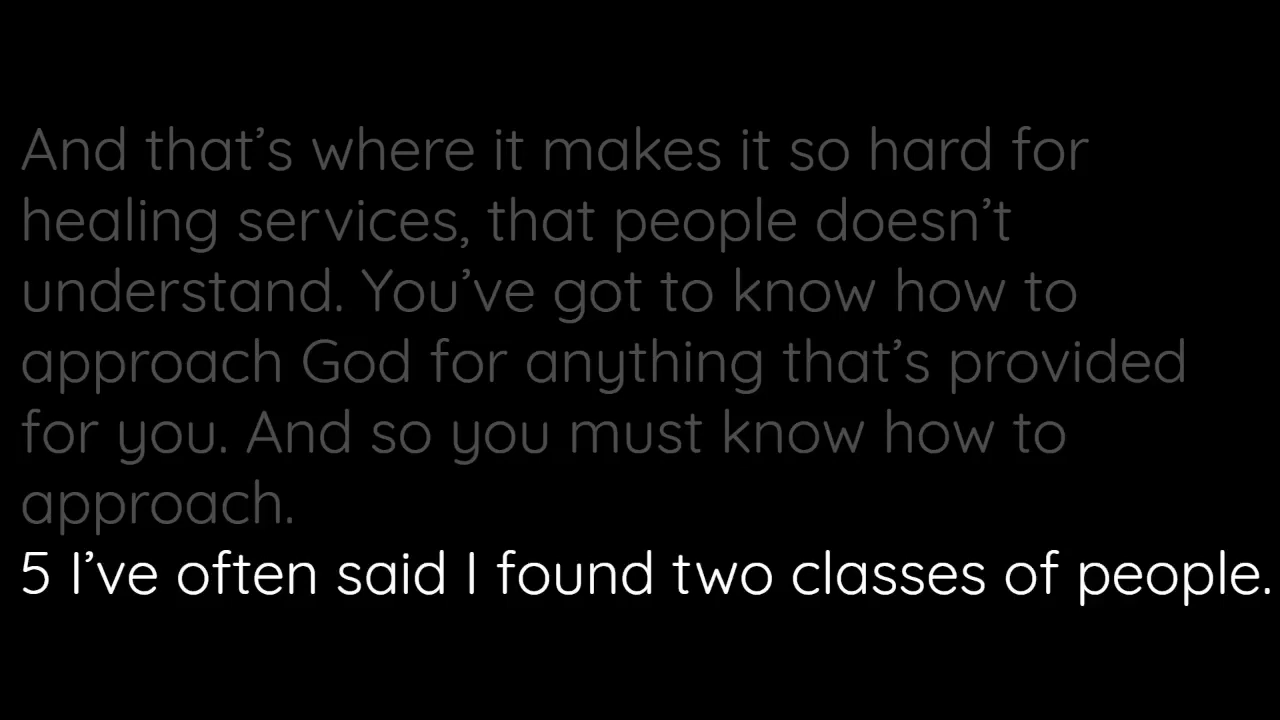 And that’s where it makes it so hard for
healing services, that people doesn’t
understand. You’ve got to know how to
approach God for anything that’s provided
for you. And so you must know how to
approach.
5 I’ve often said I found two classes of people.